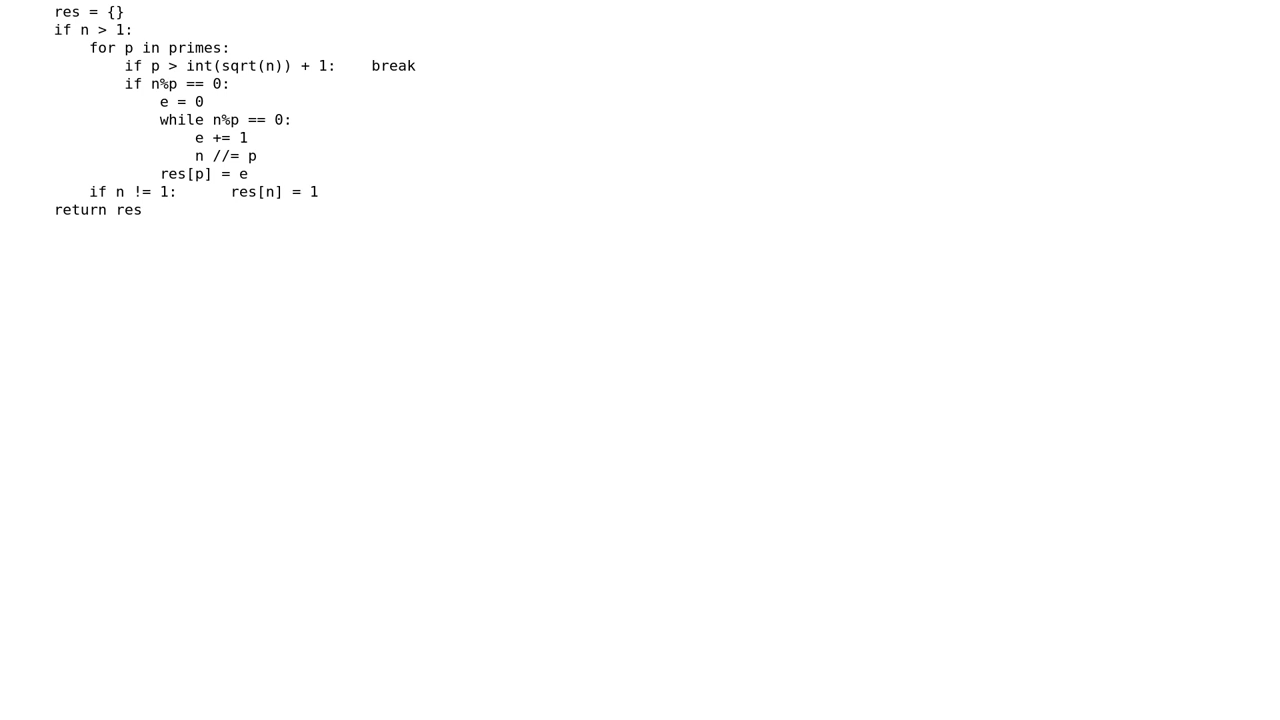 res = {}
if n > 1:
    for p in primes:
        if p > int(sqrt(n)) + 1:    break
        if n%p == 0:
            e = 0
            while n%p == 0:
                e += 1
                n //= p
            res[p] = e
    if n != 1:      res[n] = 1
return res